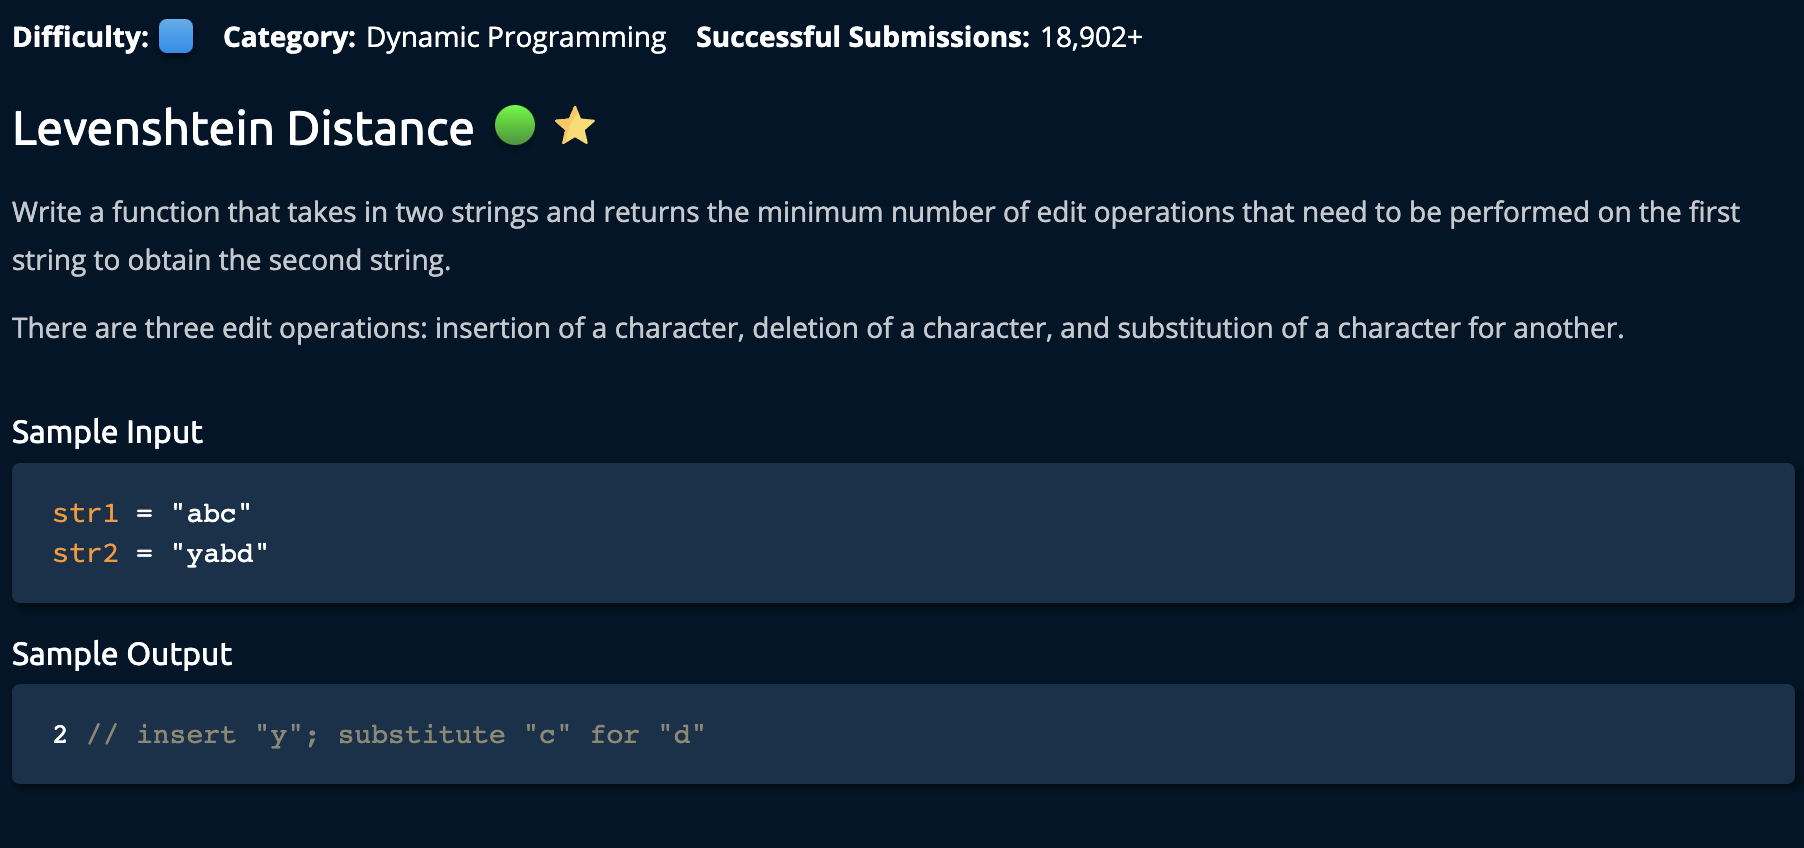 Difficulty: Category: Dynamic Programming Successful Submissions: 18,902+
Levenshtein Distance
Write a function that takes in two strings and returns the minimum number of edit operations that need to be performed on the first
string to obtain the second string.
There are three edit operations: insertion of a character, deletion of a character, and substitution of a character for another.
Sample Input
str1 = "abc"
str2 = "yabd"
Sample Output
2 // insert "y"; substitute "c" for "d"